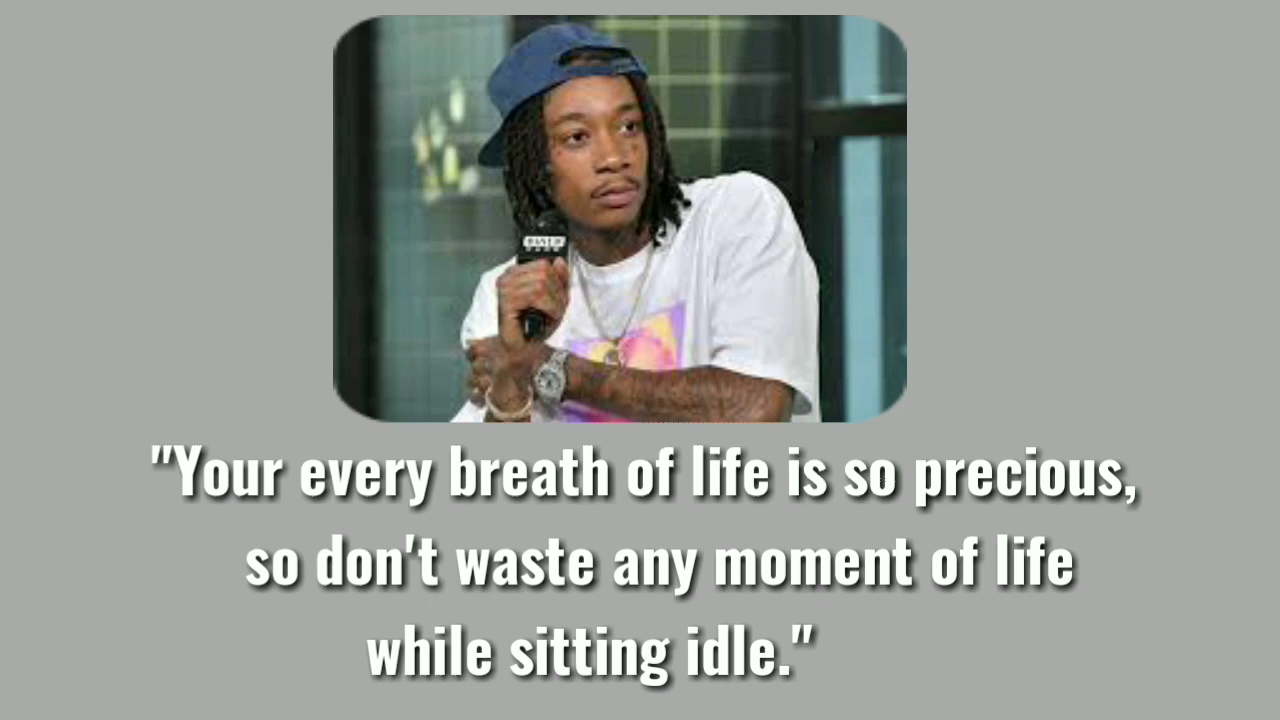 "Your every breath of life is so precious,
so don't waste any moment of life
while sitting idle."